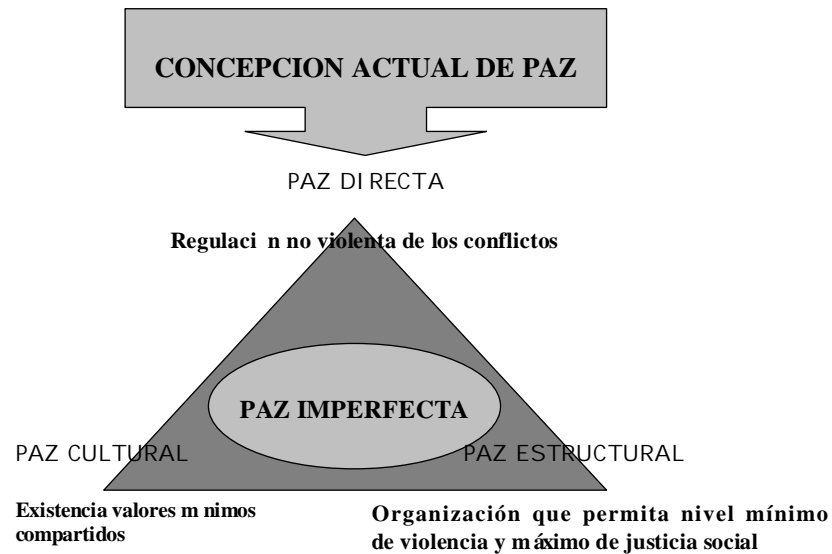 CONCEPCION ACTUAL DE PAZ
PAZ DIRECTA
Regulaci n no violenta de los conflictos
PAZ IMPERFECTA
PAZ CULTURAL
PAZ ESTRUCTURAL
Existencia valores m nimos
compartidos
Organización que permita nivel mínimo
de violencia y máximo de justicia social